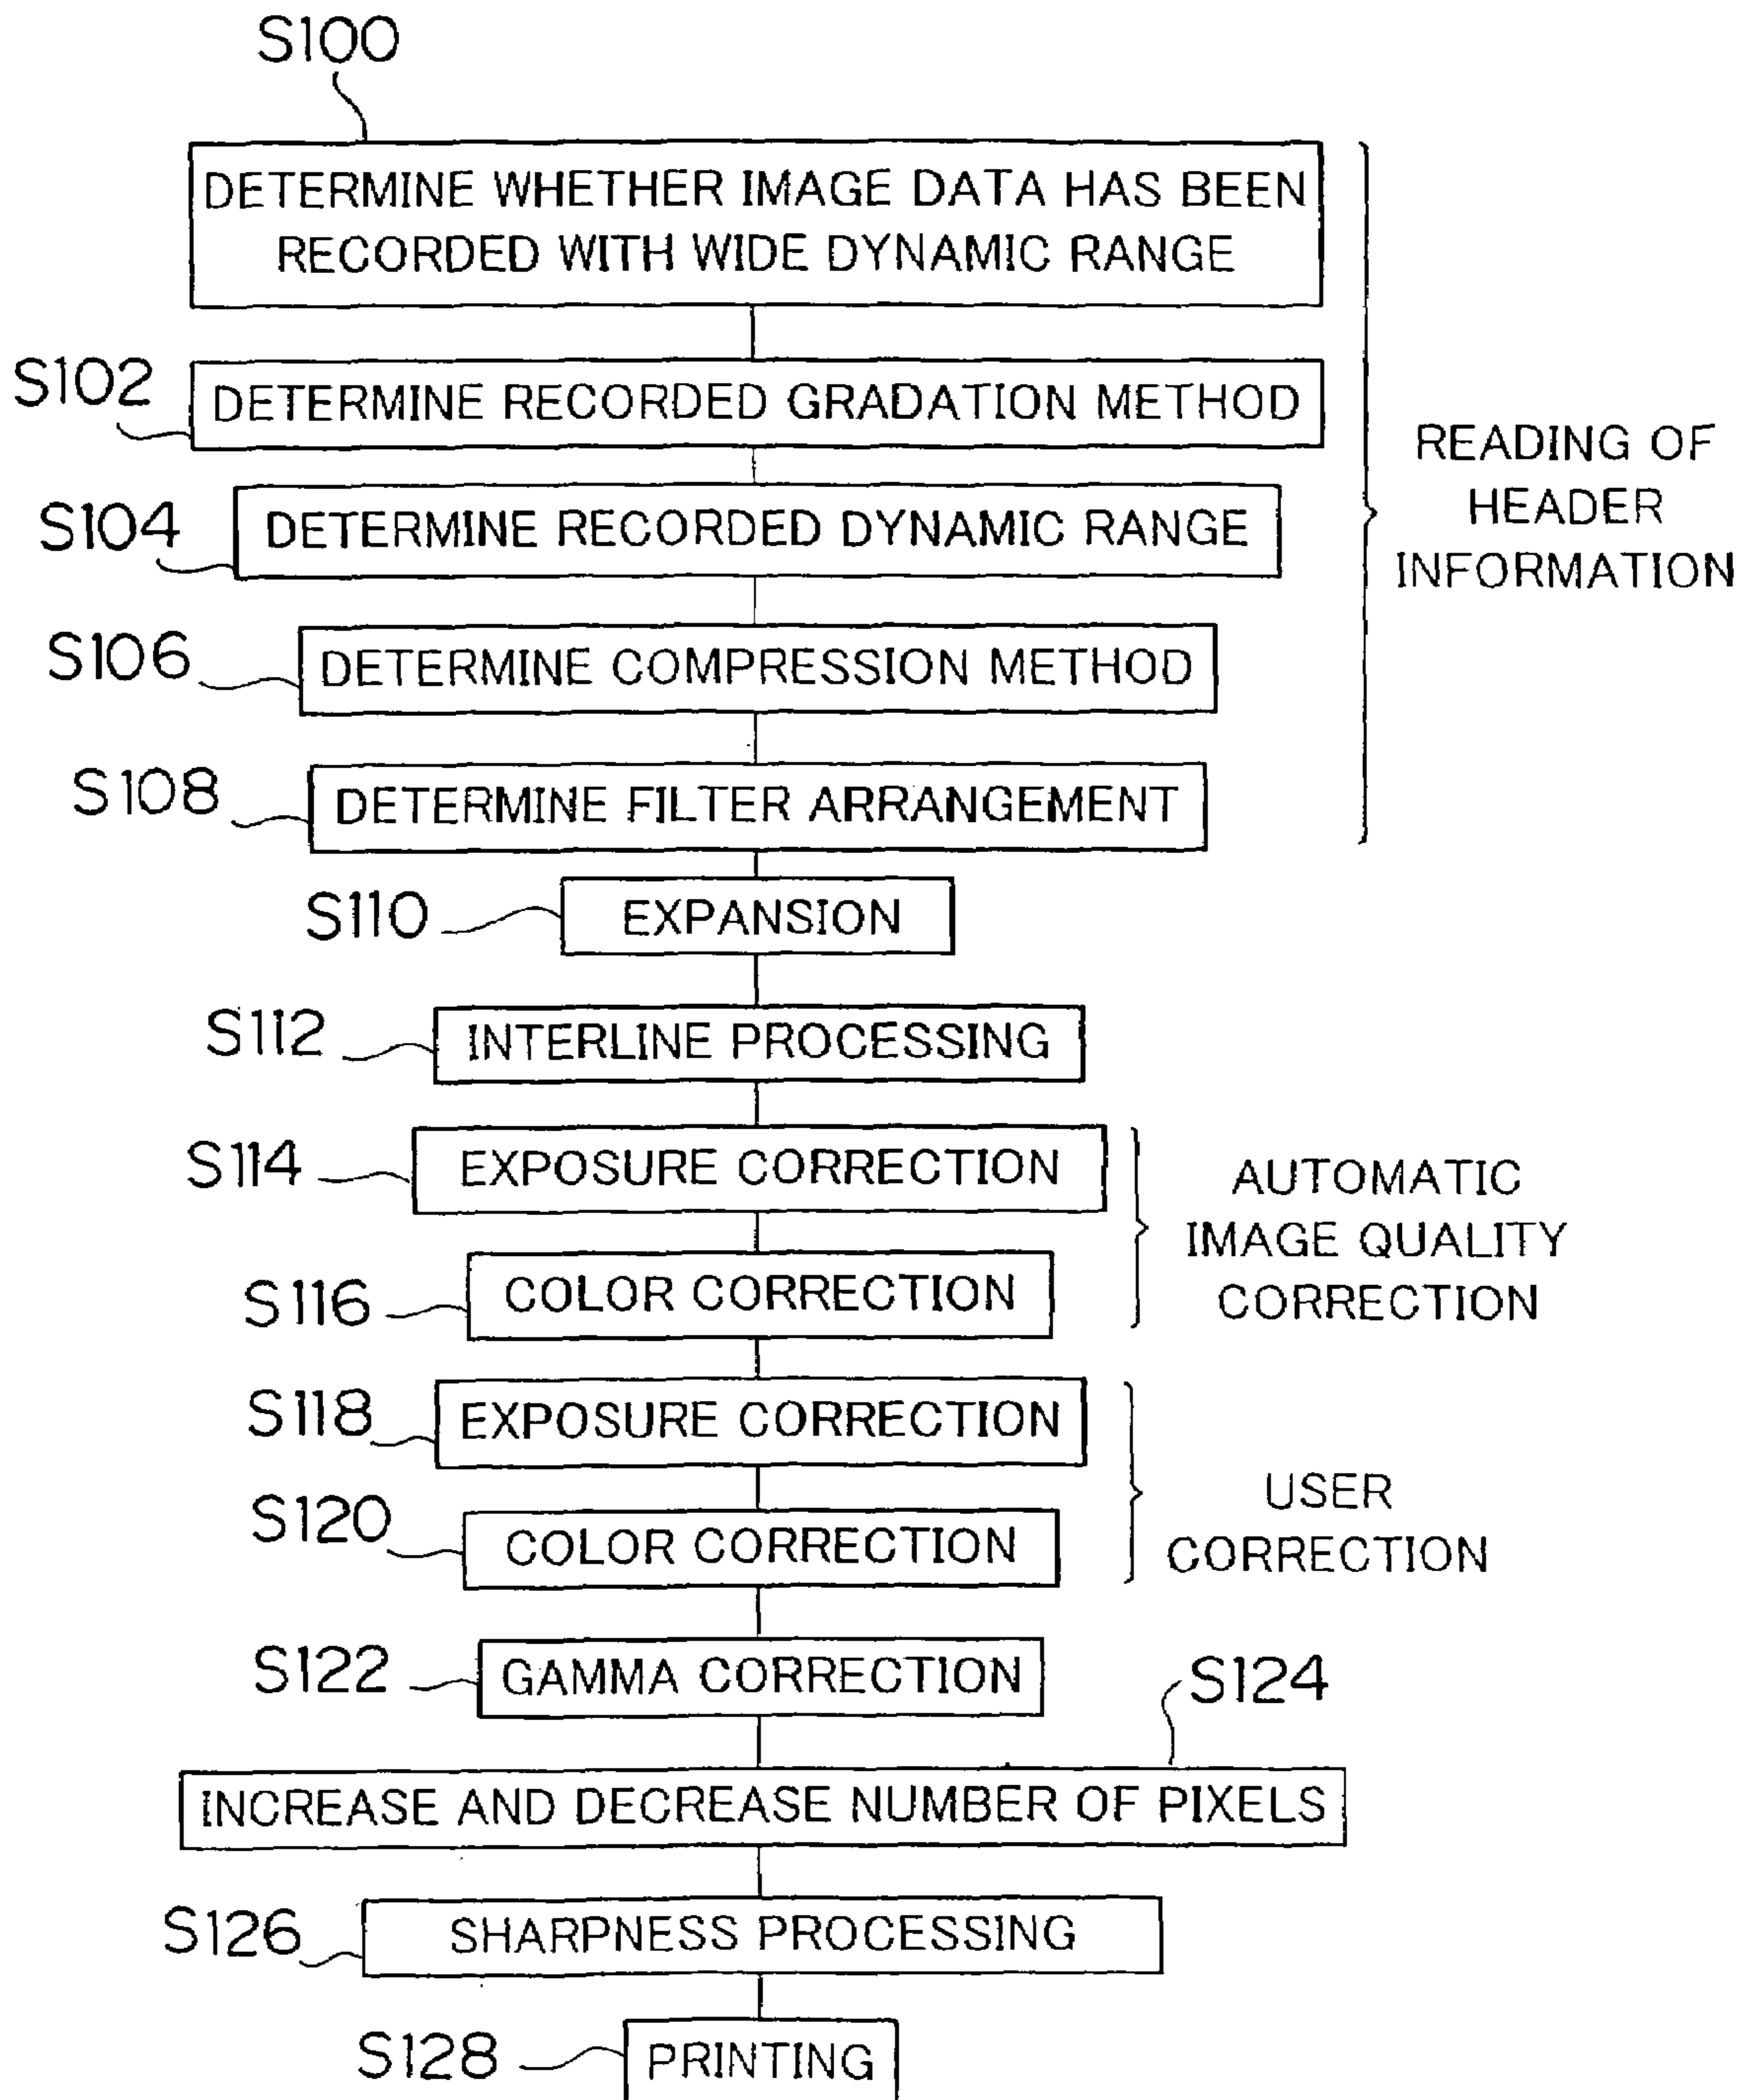 S100
DETERMINE WHETHER IMAGE DATA HAS BEEN
RECORDED WITH WIDE DYNAMIC RANGE
S102
DETERMINE RECORDED GRADATION METHOD
READING OF
HEADER
INFORMATION
S104
DETERMINE RECORDED DYNAMIC RANGE
S106
DETERMINE COMPRESSION METHOD
S108
DETERMINE FILTER ARRANGEMENT
S110
EXPANSION
S112
INTERLINE PROCESSING
S114
EXPOSURE CORRECTION
AUTOMATIC
IMAGE QUALITY
CORRECTION
S116
COLOR CORRECTION
S118
EXPOSURE CORRECTION
USER
CORRECTION
S120
COLOR CORRECTION
S122
GAMMA CORRECTION
S124
INCREASE AND DECREASE NUMBER OF PIXELS
S126
SHARPNESS PROCESSING
S128
PRINTING